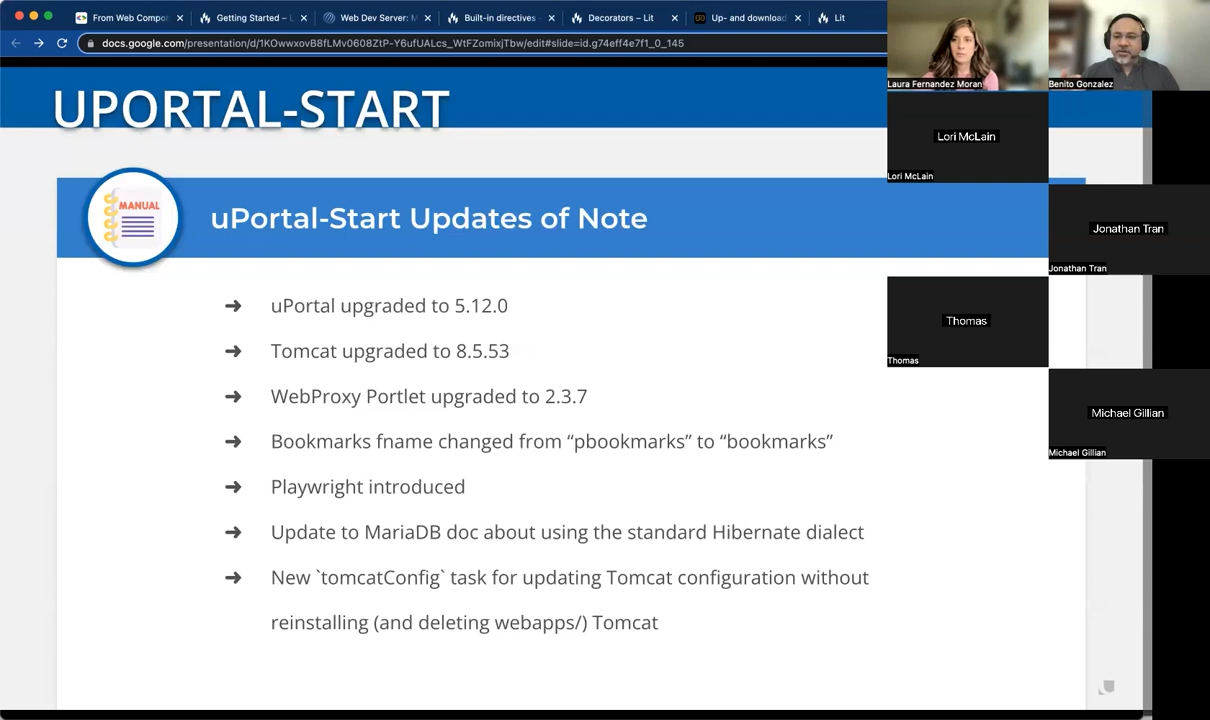 From Web Compon
Getting Started – L
Web Dev Server: M
Built-in directives –
Decorators – Lit
Up- and download
Lit
docs.google.com/presentation/d/1KOwwxovB8fLMv0608ZtP-Y6ufUALcs_WtFZomixjTbw/edit#slide=id.g74eff4e7f1_0_145
Laura Fernandez Moran
Benito Gonzalez
UPORTAL-START
Lori McLain
Lori McLain
MANUAL
uPortal-Start Updates of Note
Jonathan Tran
Jonathan Tran
➔ uPortal upgraded to 5.12.0
Thomas
Thomas
➔ Tomcat upgraded to 8.5.53
➔ WebProxy Portlet upgraded to 2.3.7
Michael Gillian
Michael Gillian
➔ Bookmarks fname changed from “pbookmarks” to “bookmarks”
➔ Playwright introduced
➔ Update to MariaDB doc about using the standard Hibernate dialect
➔ New `tomcatConfig` task for updating Tomcat configuration without
reinstalling (and deleting webapps/) Tomcat